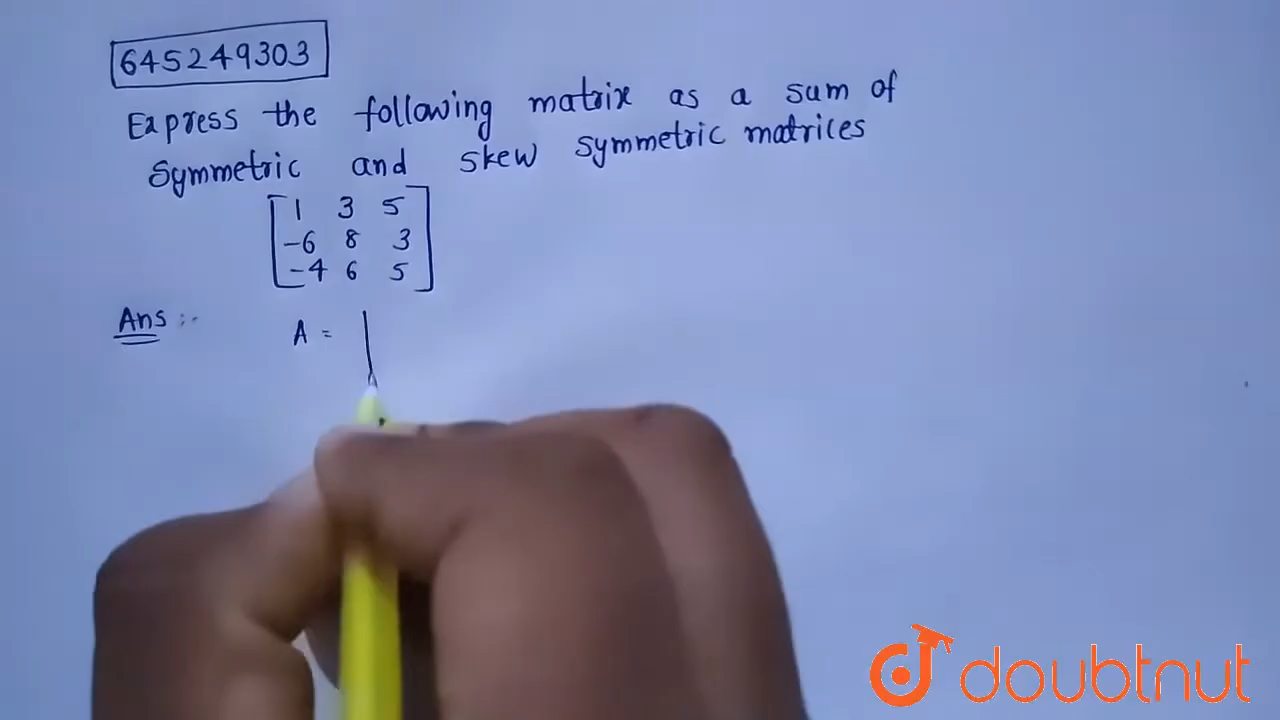 645249303
Express the following matrix as a sum of
Symmetric and skew symmetric matrices
1 3 5
-6 8 3
-4 6 5
Ans :-
A =
doubtnut